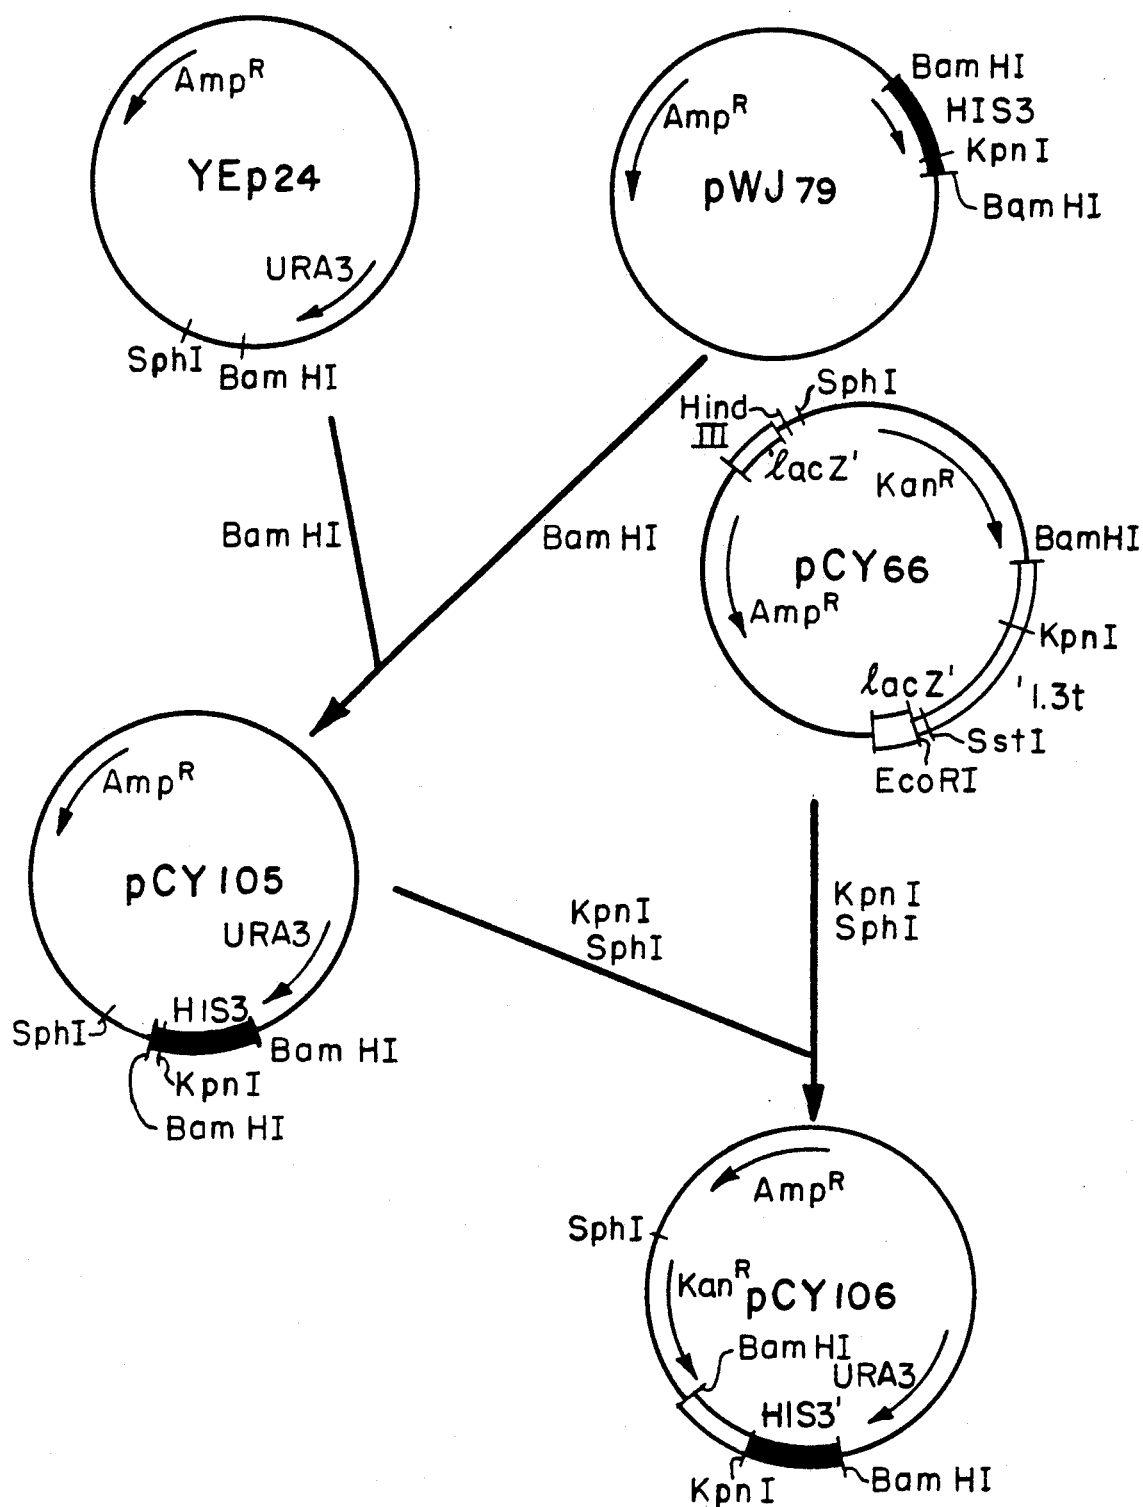 AmpR
YEp24
URA3
SphI
Bam HI
Bam HI
HIS3
AmpR
KpnI
pWJ 79
Bam HI
Bam HI
Bam HI
SphI
Hind
III
'lacZ'
KanR
BamHI
pCY66
AmpR
KpnI
lacZ'
'1.3t
SstI
EcoRI
AmpR
pCY105
URA3
HIS3
SphI
Bam HI
KpnI
Bam HI
KpnI
SphI
KpnI
SphI
AmpR
SphI
KanR
pCY106
Bam HI
URA3
HIS3'
KpnI
Bam HI